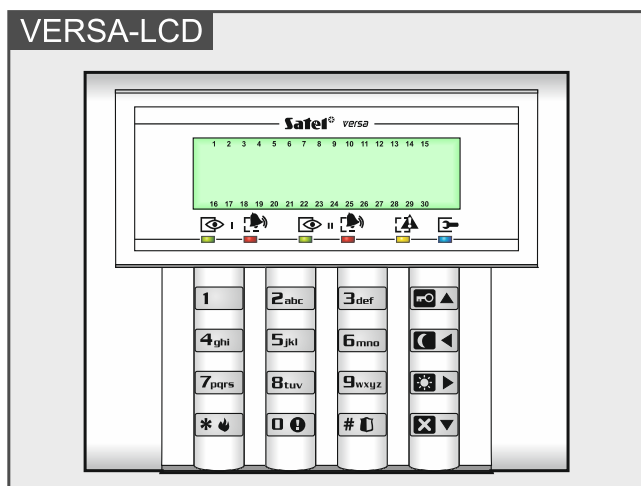 VERSA-LCD
Satel versa
1 2 3 4 5 6 7 8 9 10 11 12 13 14 15
16 17 18 19 20 21 22 23 24 25 26 27 28 29 30
I II
1 2abc 3def
4ghi 5jkl 6mno
7pqrs 8tuv 9wxyz
* 0 #